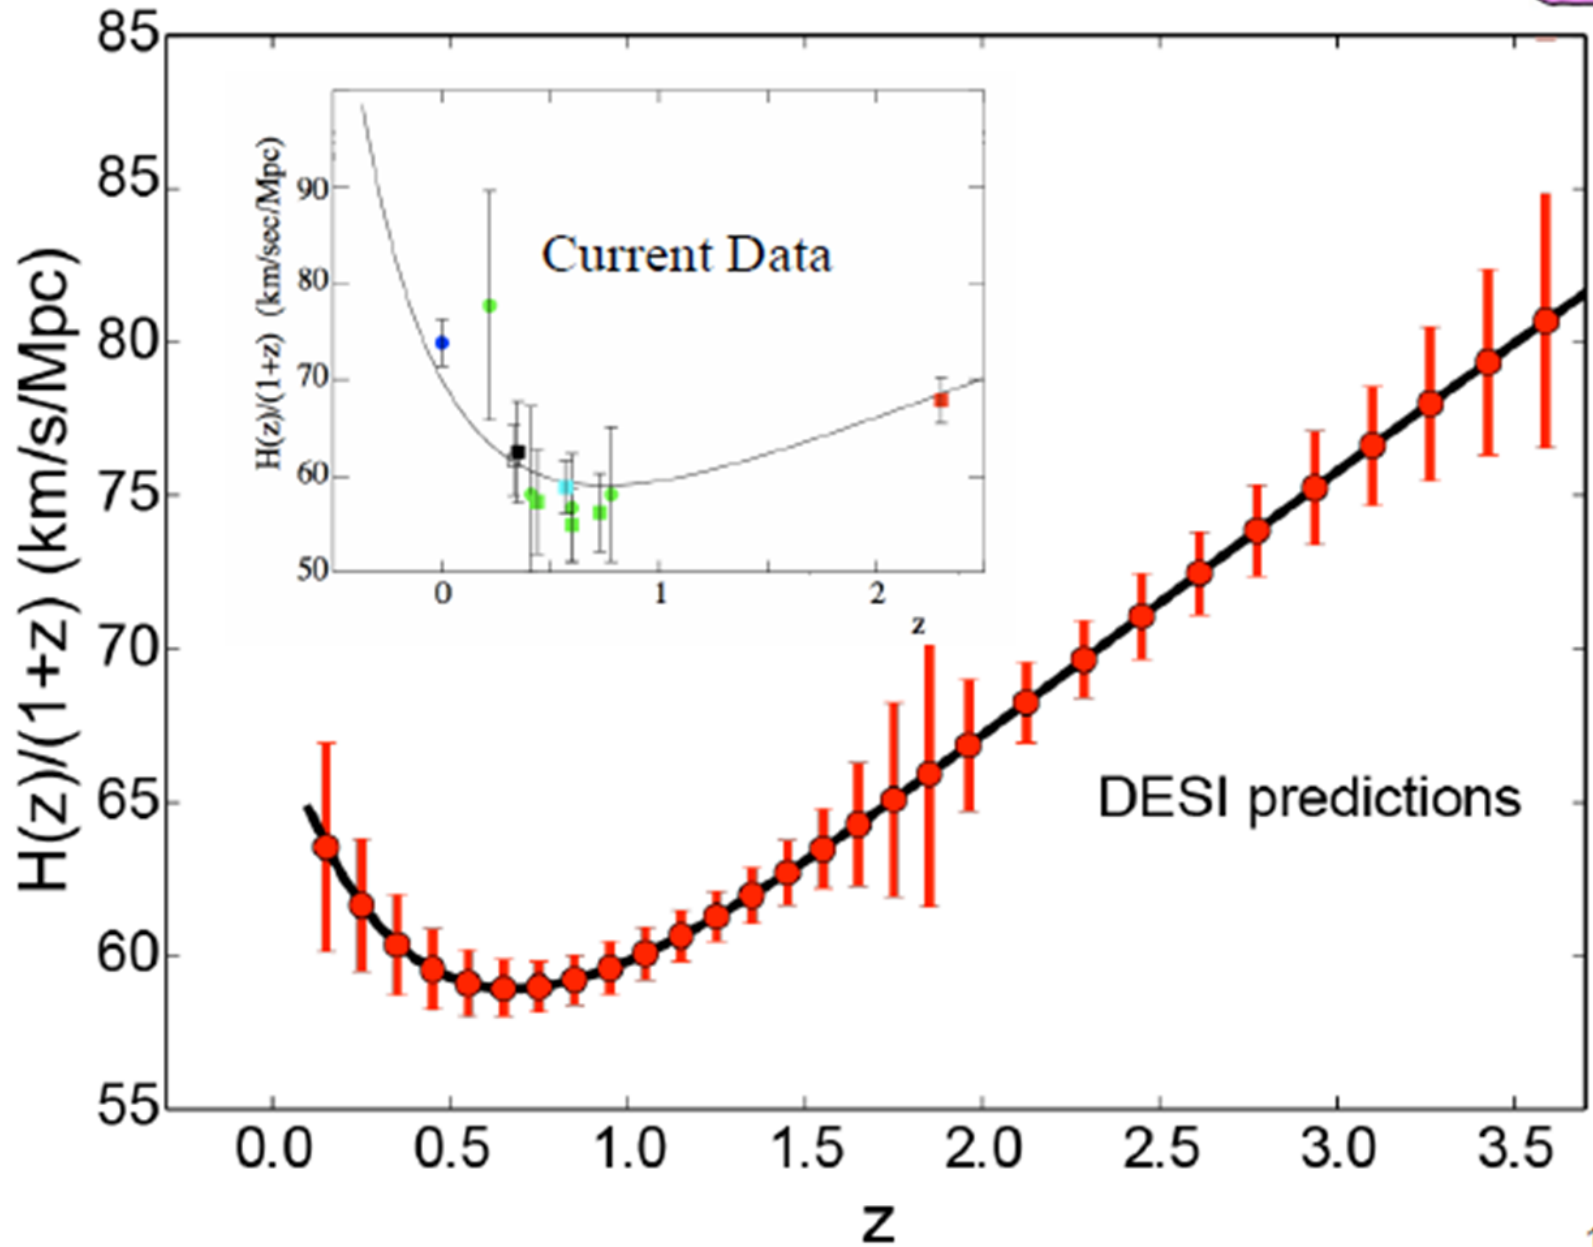 85
85
80
75
70
65
60
55
H(z)/(1+z) (km/s/Mpc)
0.0 0.5 1.0 1.5 2.0 2.5 3.0 3.5
z
90
80
70
60
50
H(z)/(1+z) (km/sec/Mpc)
Current Data
0 1 2
z
DESI predictions